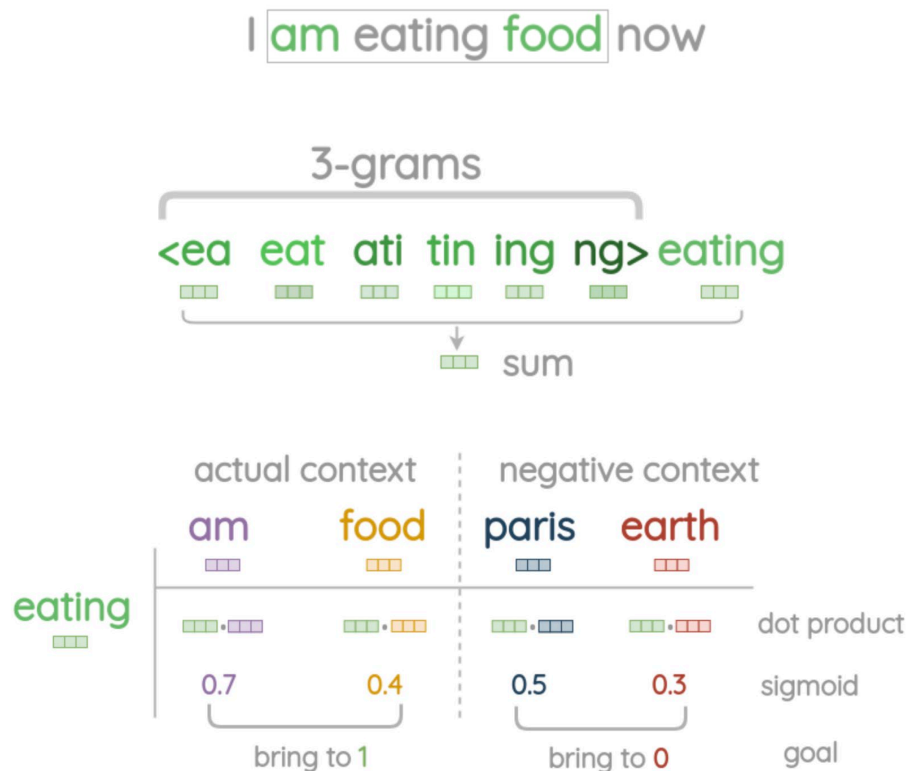 I am eating food now
3-grams
<ea eat ati tin ing ng> eating
sum
actual context negative context
am food paris earth
eating
dot product
0.7 0.4 0.5 0.3 sigmoid
bring to 1 bring to 0 goal